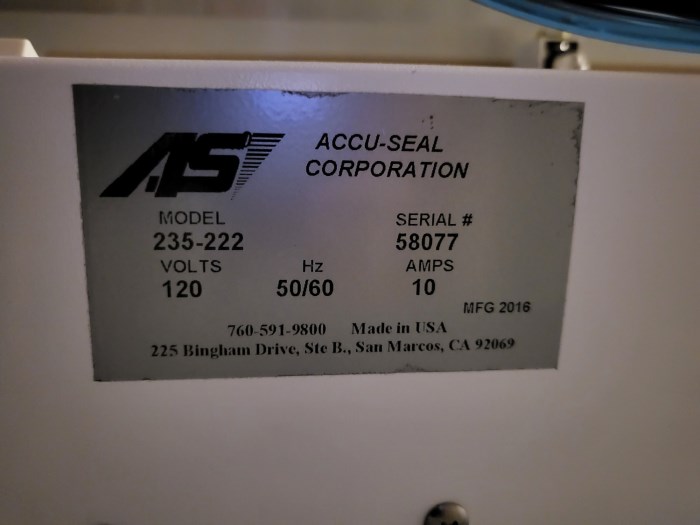 AS
ACCU-SEAL
CORPORATION
MODEL SERIAL #
235-222 58077
VOLTS Hz AMPS
120 50/60 10
MFG 2016
760-591-9800 Made in USA
225 Bingham Drive, Ste B., San Marcos, CA 92069